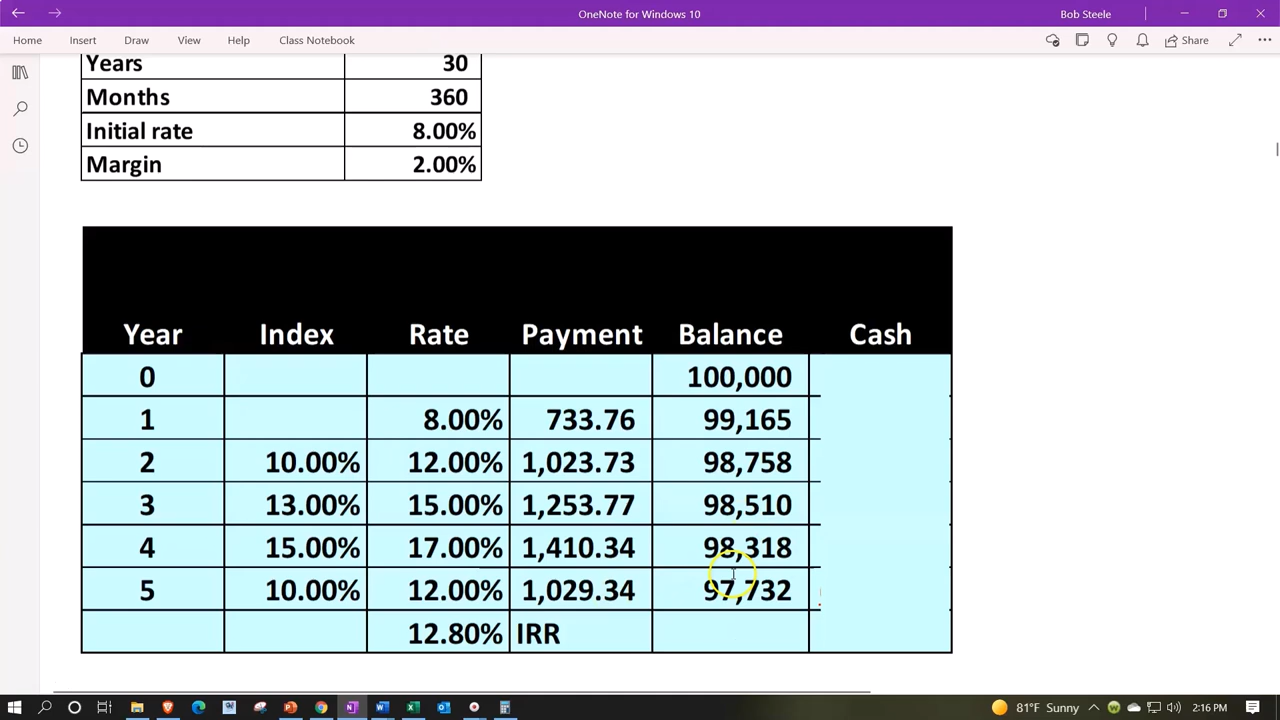 OneNote for Windows 10
Bob Steele
Home Insert Draw View Help Class Notebook
Share
Years 30
Months 360
Initial rate 8.00%
Margin 2.00%
Year Index Rate Payment Balance Cash
0 100,000
1 8.00% 733.76 99,165
2 10.00% 12.00% 1,023.73 98,758
3 13.00% 15.00% 1,253.77 98,510
4 15.00% 17.00% 1,410.34 98,318
5 10.00% 12.00% 1,029.34 97,732
12.80% IRR
81°F Sunny 2:16 PM